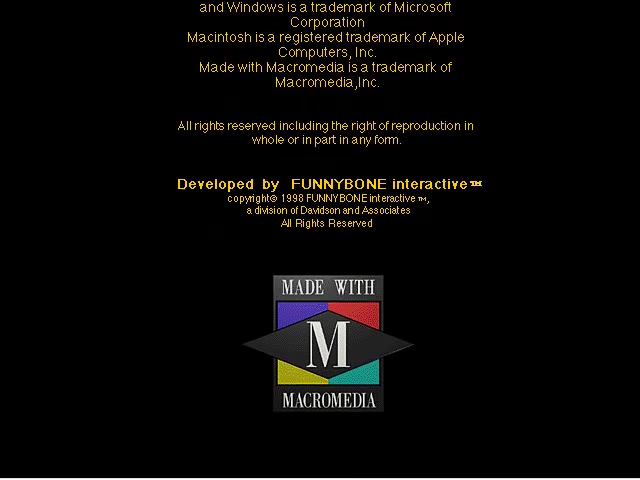 and Windows is a trademark of Microsoft
Corporation
Macintosh is a registered trademark of Apple
Computers, Inc.
Made with Macromedia is a trademark of
Macromedia,Inc.
All rights reserved including the right of reproduction in
whole or in part in any form.
Developed by FUNNYBONE interactive™
copyright© 1998 FUNNYBONE interactive™,
a division of Davidson and Associates
All Rights Reserved
MADE WITH
M
MACROMEDIA